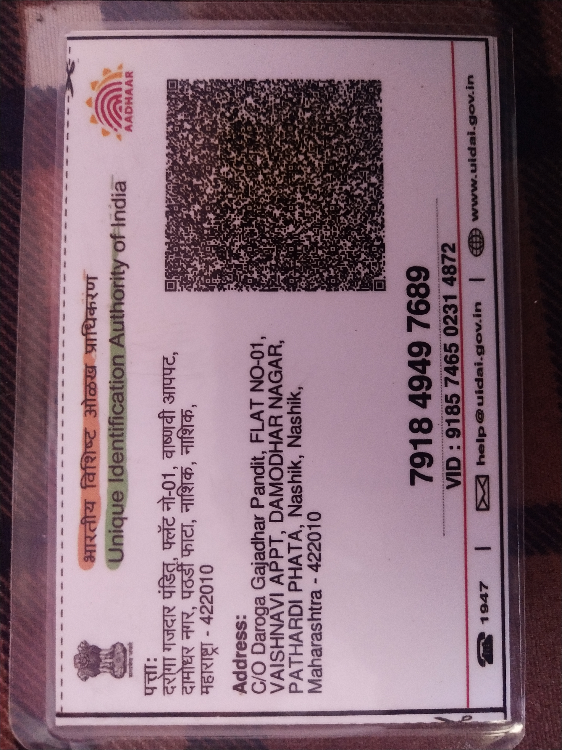 भारतीय विशिष्ट ओळख प्राधिकरण
Unique Identification Authority of India
AADHAAR
पत्ता:
दरोगा गजदार पंडित, फ्लॅट नो-01, वाष्णवी आपपट,
दामोधर नगर, पठर्डी फाटा, नाशिक, नाशिक,
महाराष्ट्रा - 422010
Address:
C/O Daroga Gajadhar Pandit, FLAT NO-01,
VAISHNAVI APPT, DAMODHAR NAGAR,
PATHARDI PHATA, Nashik, Nashik,
Maharashtra - 422010
7918 4949 7689
VID : 9185 7465 0231 4872
1947 | help@uidai.gov.in | www.uidai.gov.in